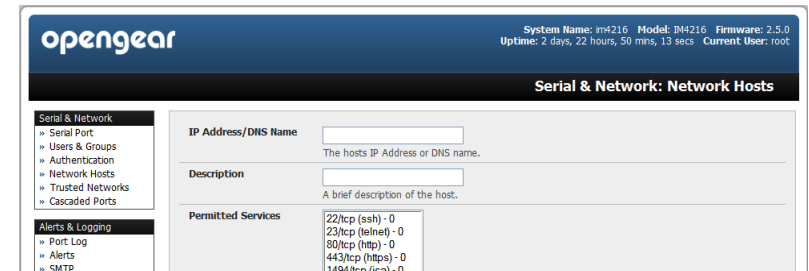 opengear
System Name: im4216 Model: IM4216 Firmware: 2.5.0
Uptime: 2 days, 22 hours, 50 mins, 13 secs Current User: root
Serial & Network: Network Hosts
Serial & Network
» Serial Port
» Users & Groups
» Authentication
» Network Hosts
» Trusted Networks
» Cascaded Ports
Alerts & Logging
» Port Log
» Alerts
» SMTP
IP Address/DNS Name
The hosts IP Address or DNS name.
Description
A brief description of the host.
Permitted Services
22/tcp (ssh) - 0
23/tcp (telnet) - 0
80/tcp (http) - 0
443/tcp (https) - 0
1494/tcp (ica) - 0